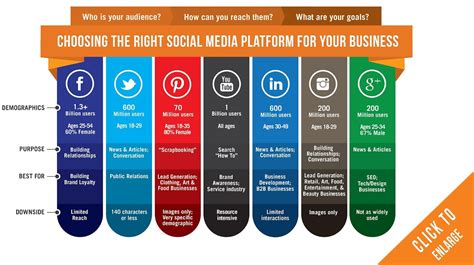 Who is your audience?
How can you reach them?
What are your goals?
CHOOSING THE RIGHT SOCIAL MEDIA PLATFORM FOR YOUR BUSINESS
You
Tube
in
g+
DEMOGRAPHICS
1.3+
Billion users
Ages 25-54
60% Female
600
Million users
Ages 18-29
70
Million users
Ages 18-35
80% Female
1
Billion users
All ages
600
Million users
Ages 30-49
200
Million users
Ages 18-29
200
Million users
Ages 25-34
67% Male
PURPOSE
Building
Relationships
News & Articles;
Conversation
"Scrapbooking"
Search
"How To"
News & Articles;
Conversation
Building
Relationships;
Conversation
News & Articles;
Conversation
BEST FOR
Building
Brand Loyalty
Public Relations
Lead Generation;
Clothing, Art &
Food Businesses
Brand
Awareness;
Service industry
Business
Development;
B2B Businesses
Lead Generation;
Retail, Art, Food,
Entertainment, &
Beauty Businesses
SEO;
Tech/Design
Businesses
DOWNSIDE
Limited
Reach
140 characters
or less
Images only;
Very specific
demographic
Resource
intensive
Limited
interactions
Images only
Not as widely
used
CLICK TO
ENLARGE